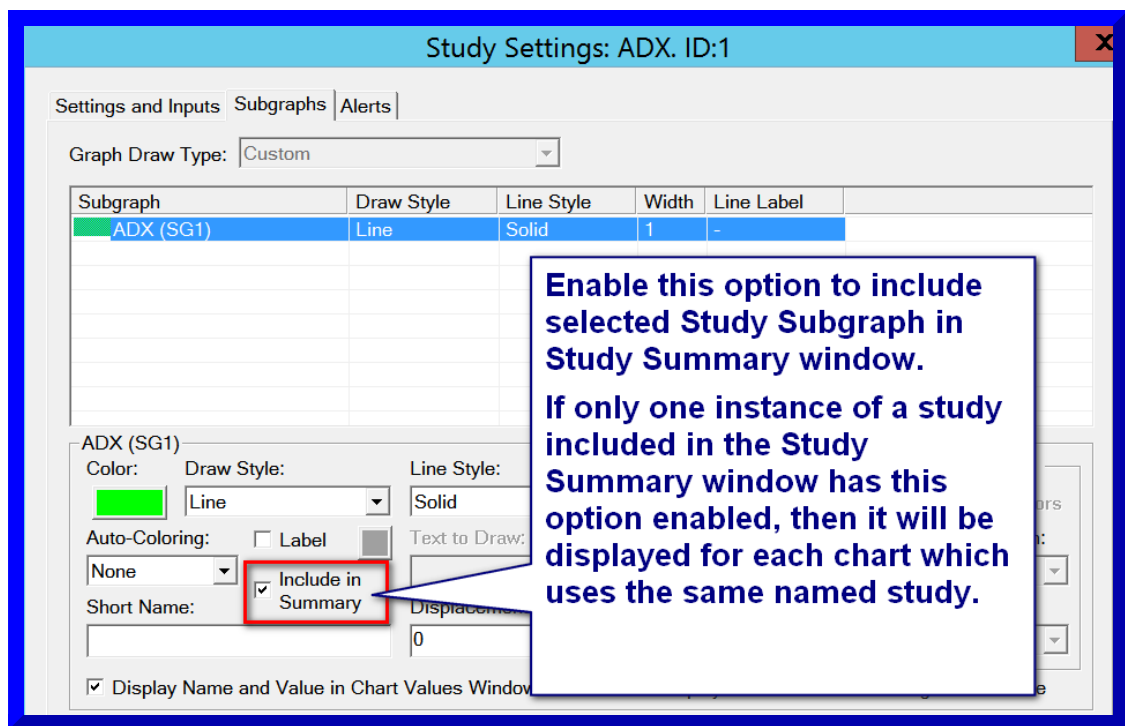 Study Settings: ADX. ID:1
X
Settings and Inputs Subgraphs Alerts
Graph Draw Type: Custom
Subgraph Draw Style Line Style Width Line Label
ADX (SG1) Line Solid 1 -
Enable this option to include
selected Study Subgraph in
Study Summary window.
If only one instance of a study
included in the Study
Summary window has this
option enabled, then it will be
displayed for each chart which
uses the same named study.
ADX (SG1)
Color: Draw Style: Line Style:
Line Solid
Auto-Coloring: Label Text to Draw:
None Include in
Summary
Short Name:
0
Display Name and Value in Chart Values